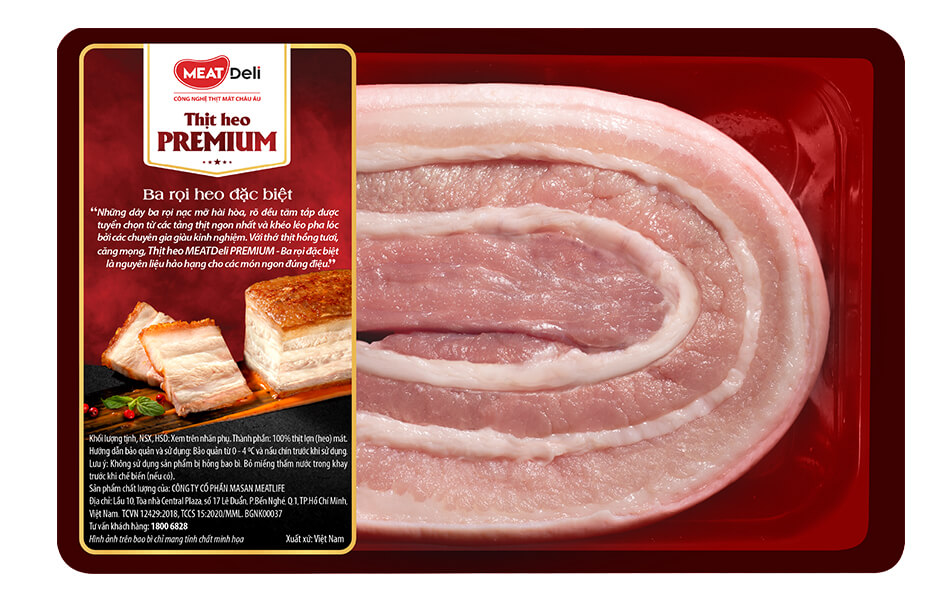 MEAT Deli
CÔNG NGHỆ THỊT MÁT CHÂU ÂU
Thịt heo
PREMIUM
Ba rọi heo đặc biệt
“Những dây ba rọi nạc mỡ hài hòa, rõ đều tăm tắp được
tuyển chọn từ các tảng thịt ngon nhất và khéo léo pha lóc
bởi các chuyên gia giàu kinh nghiệm. Với thớ thịt hồng tươi,
căng mọng, Thịt heo MEATDeli PREMIUM - Ba rọi đặc biệt
là nguyên liệu hảo hạng cho các món ngon đúng điệu.”
Khối lượng tịnh, NSX, HSD: Xem trên nhãn phụ. Thành phần: 100% thịt lợn (heo) mát.
Hướng dẫn bảo quản và sử dụng: Bảo quản từ 0 - 4 ºC và nấu chín trước khi sử dụng.
Lưu ý: Không sử dụng sản phẩm bị hỏng bao bì. Bỏ miếng thấm nước trong khay
trước khi chế biến (nếu có).
Sản phẩm chất lượng của: CÔNG TY CỔ PHẦN MASAN MEATLIFE
Địa chỉ: Lầu 10, Tòa nhà Central Plaza, số 17 Lê Duẩn, P.Bến Nghé, Q.1, TP.Hồ Chí Minh,
Việt Nam. TCVN 12429:2018, TCCS 15:2020/MML. BGNK00037
Tư vấn khách hàng: 1800 6828
Hình ảnh trên bao bì chỉ mang tính chất minh họa Xuất xứ: Việt Nam